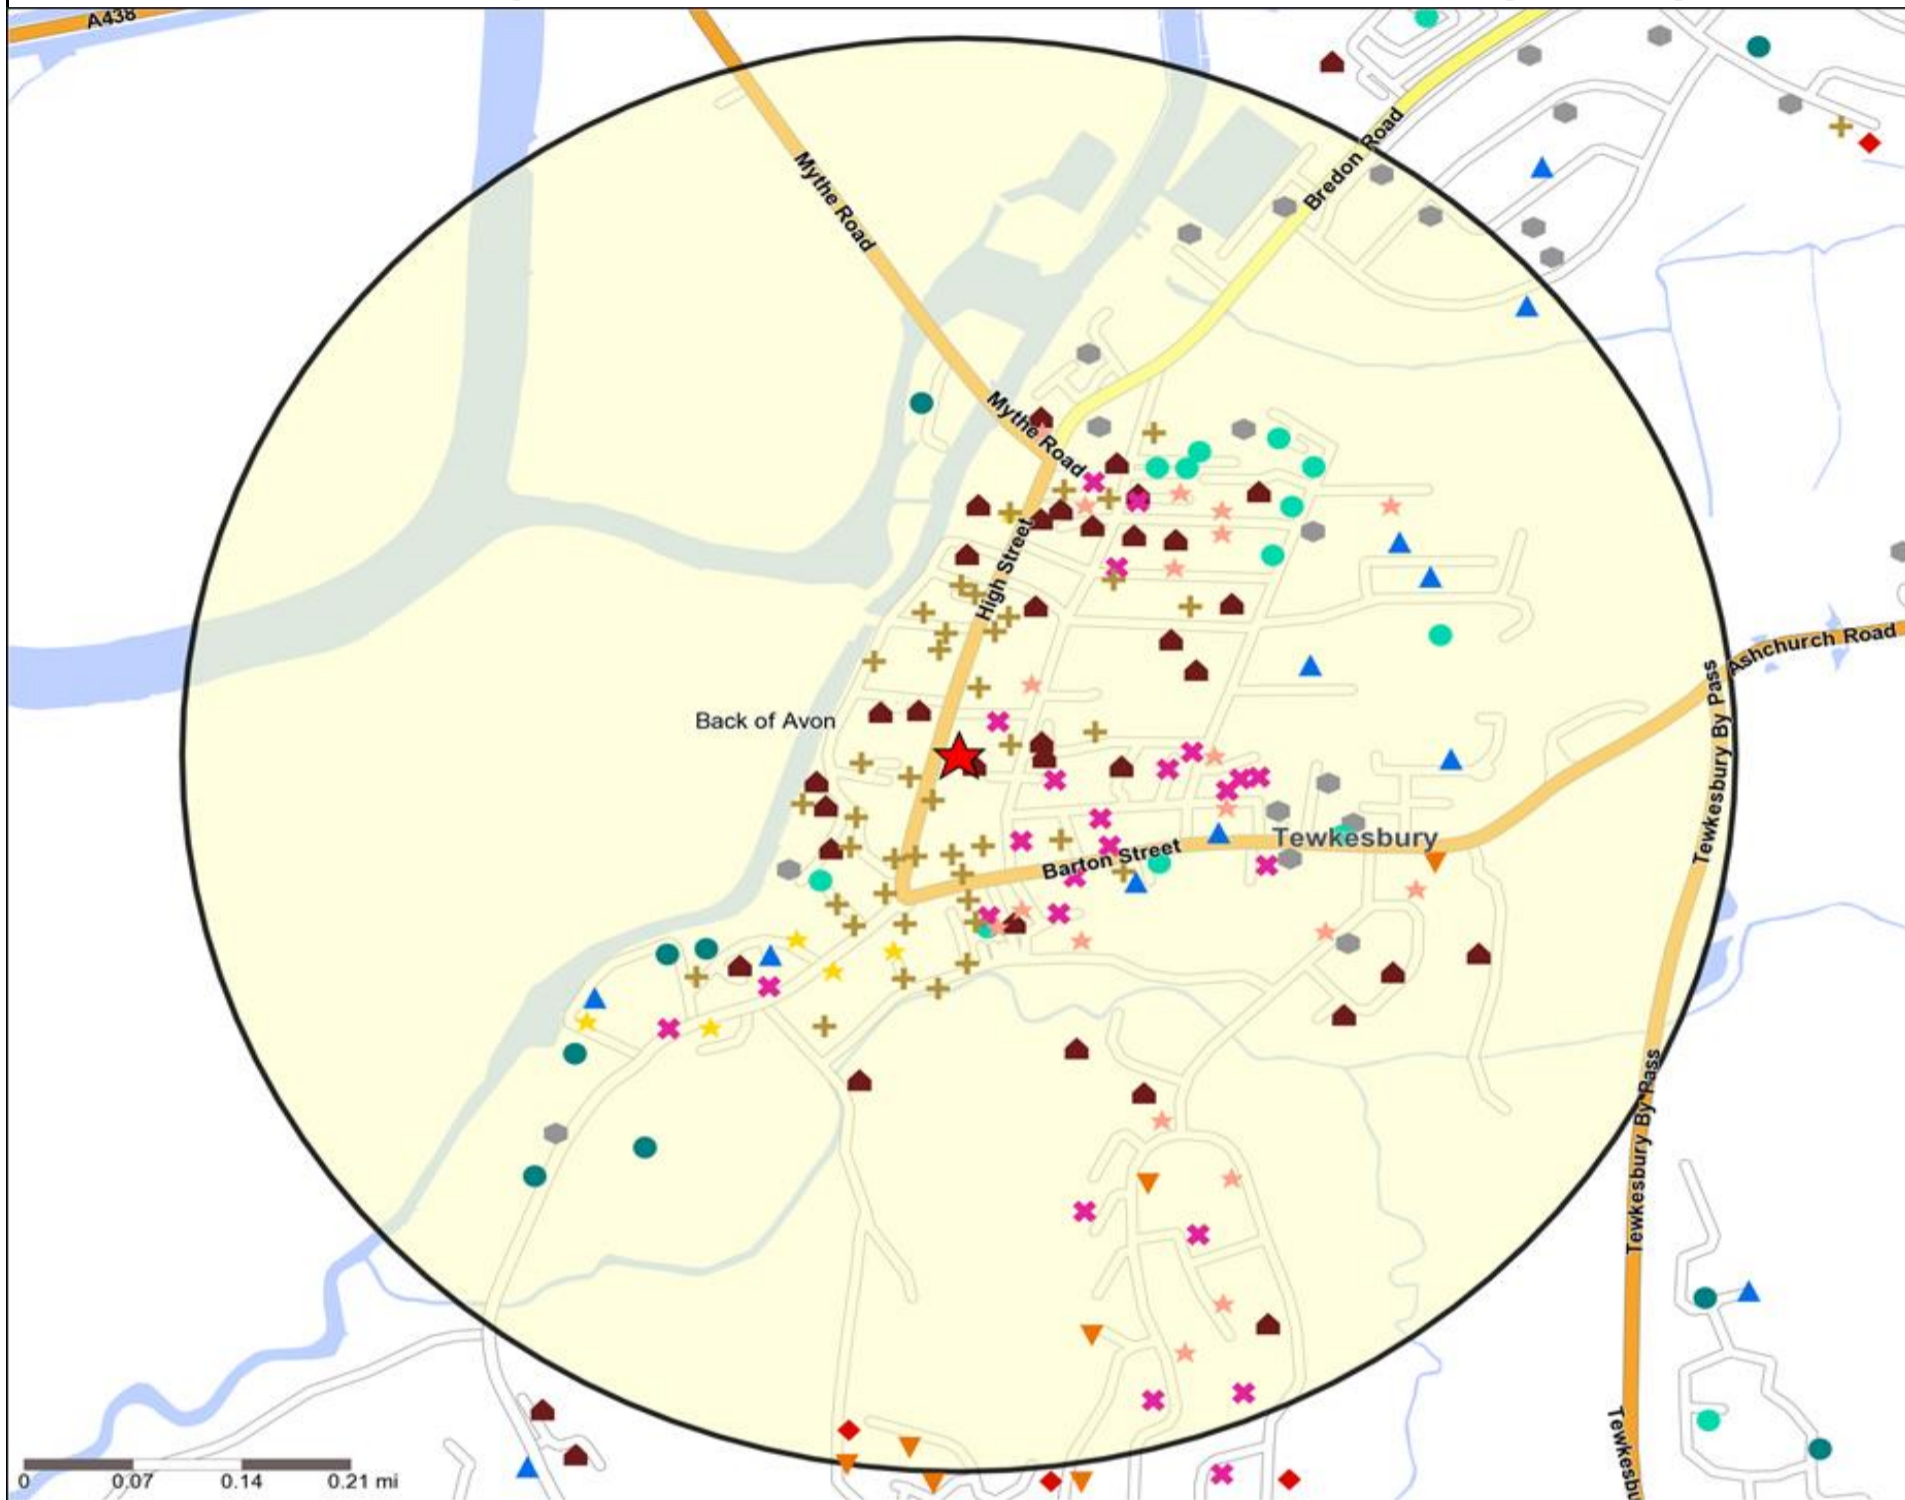 A438
Mythe Road
Bredon Road
Mythe Road
High Street
Ashchurch Road
Tewkesbury By Pass
Back of Avon
Tewkesbury
Barton Street
Tewkesbury By Pass
Tewkesbu
0 0.07 0.14 0.21 mi